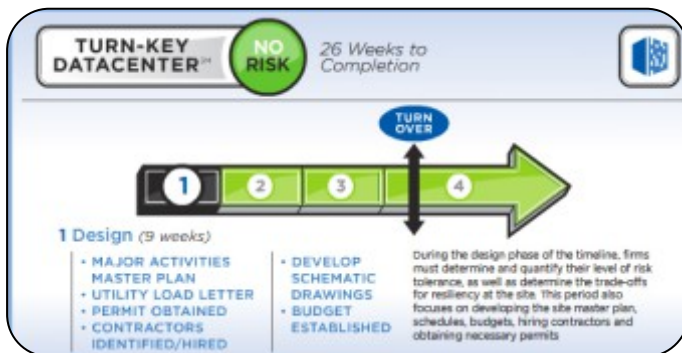 TURN-KEY
DATACENTER℠
NO
RISK
26 Weeks to
Completion
TURN
OVER
1
2
3
4
1 Design (9 weeks)
• MAJOR ACTIVITIES
MASTER PLAN
• UTILITY LOAD LETTER
• PERMIT OBTAINED
• CONTRACTORS
IDENTIFIED/HIRED
• DEVELOP
SCHEMATIC
DRAWINGS
• BUDGET
ESTABLISHED
During the design phase of the timeline, firms
must determine and quantify their level of risk
tolerance, as well as determine the trade-offs
for resiliency at the site. This period also
focuses on developing the site master plan,
schedules, budgets, hiring contractors and
obtaining necessary permits